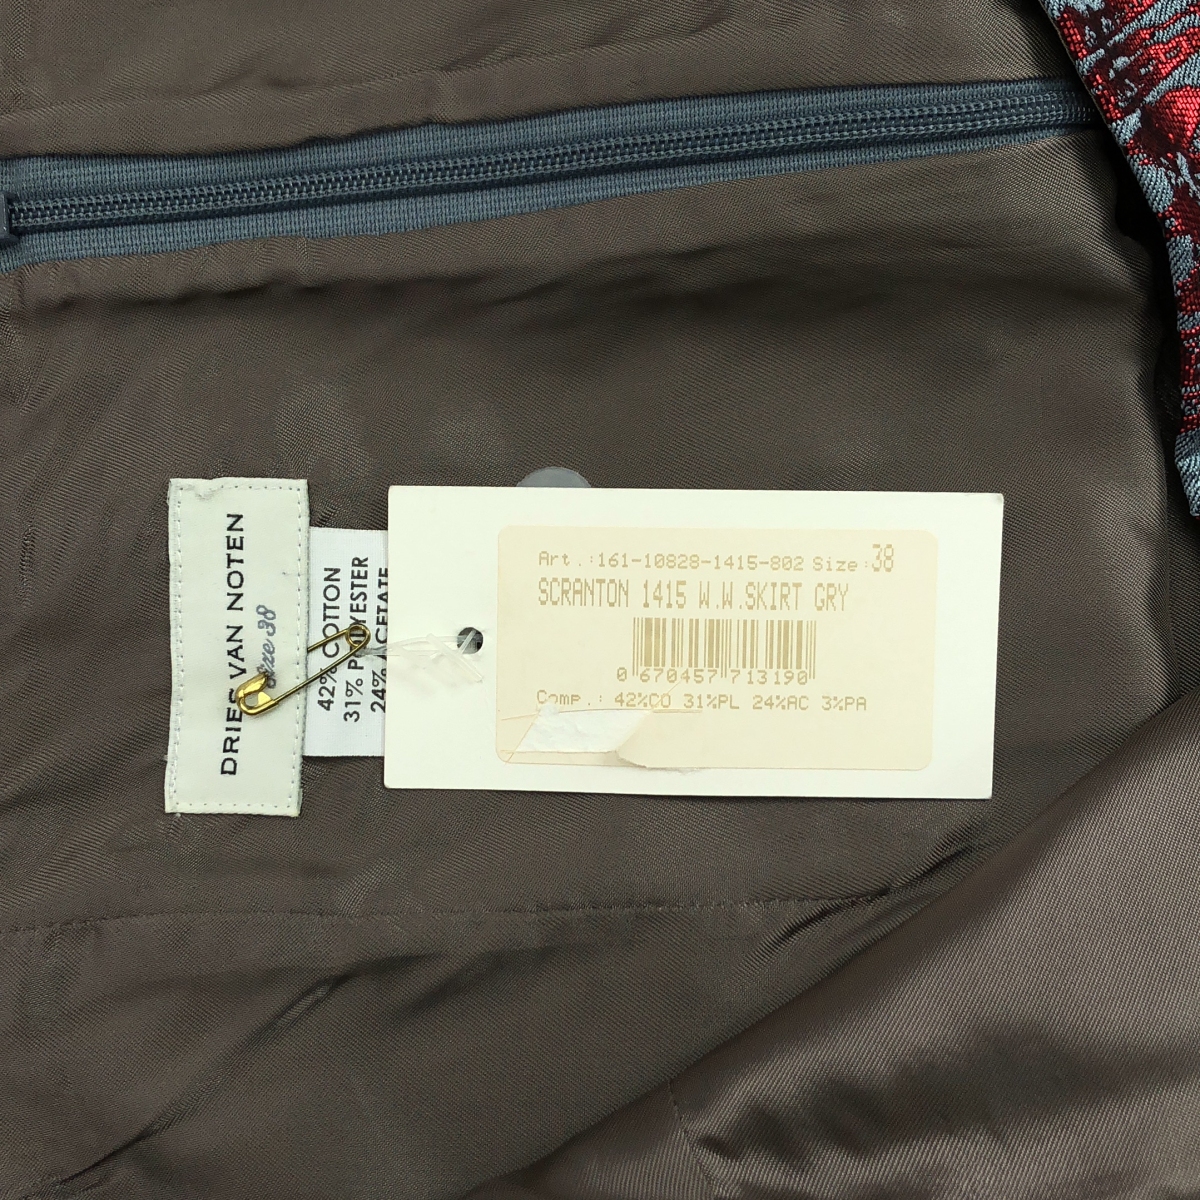 DRIES VAN NOTEN
size 38
42% COTTON
31% POLYESTER
24% ACETATE
Art.:161-10828-1415-802 Size:38
SCRANTON 1415 W.W.SKIRT GRY
0 670457 713190
Comp.: 42%CO 31%PL 24%AC 3%PA